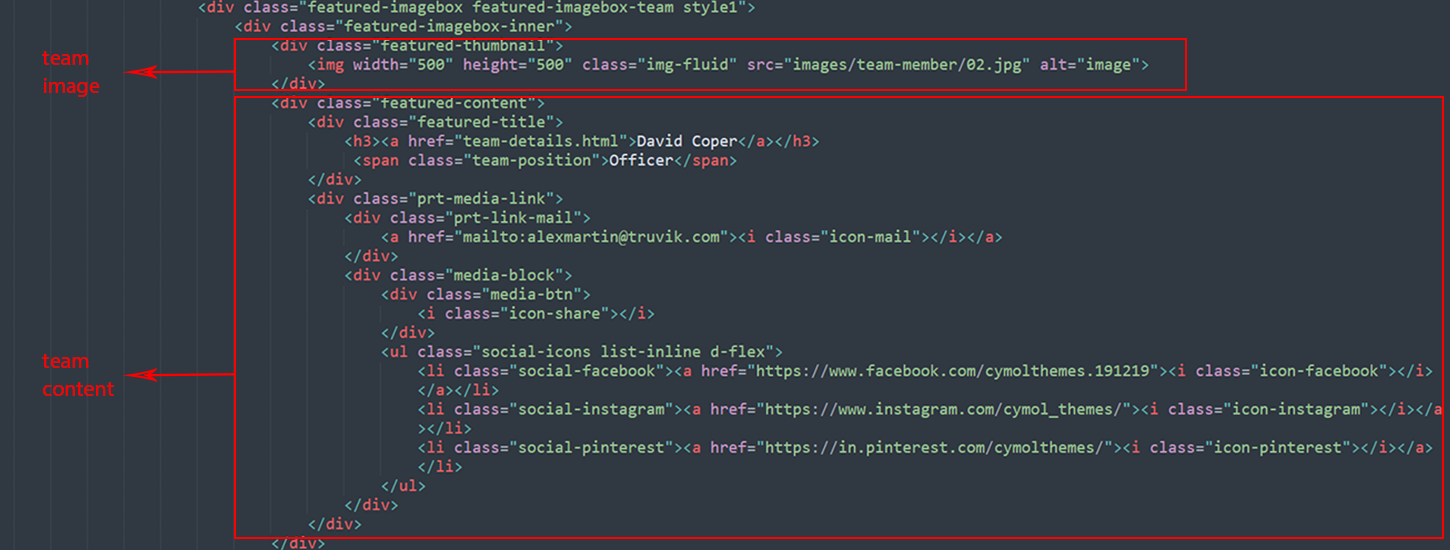 <div class="featured-imagebox featured-imagebox-team style1">
<div class="featured-imagebox-inner">
<div class="featured-thumbnail">
team
image
<img width="500" height="500" class="img-fluid" src="images/team-member/02.jpg" alt="image">
</div>
<div class="featured-content">
<div class="featured-title">
<h3><a href="team-details.html">David Coper</a></h3>
<span class="team-position">Officer</span>
</div>
<div class="prt-media-link">
<div class="prt-link-mail">
<a href="mailto:alexmartin@truvik.com"><i class="icon-mail"></i></a>
</div>
<div class="media-block">
<div class="media-btn">
<i class="icon-share"></i>
</div>
team
content
<ul class="social-icons list-inline d-flex">
<li class="social-facebook"><a href="https://www.facebook.com/cymolthemes.191219"><i class="icon-facebook"></i>
</a></li>
<li class="social-instagram"><a href="https://www.instagram.com/cymol_themes/"><i class="icon-instagram"></i></a
></li>
<li class="social-pinterest"><a href="https://in.pinterest.com/cymolthemes/"><i class="icon-pinterest"></i></a>
</li>
</ul>
</div>
</div>
</div>